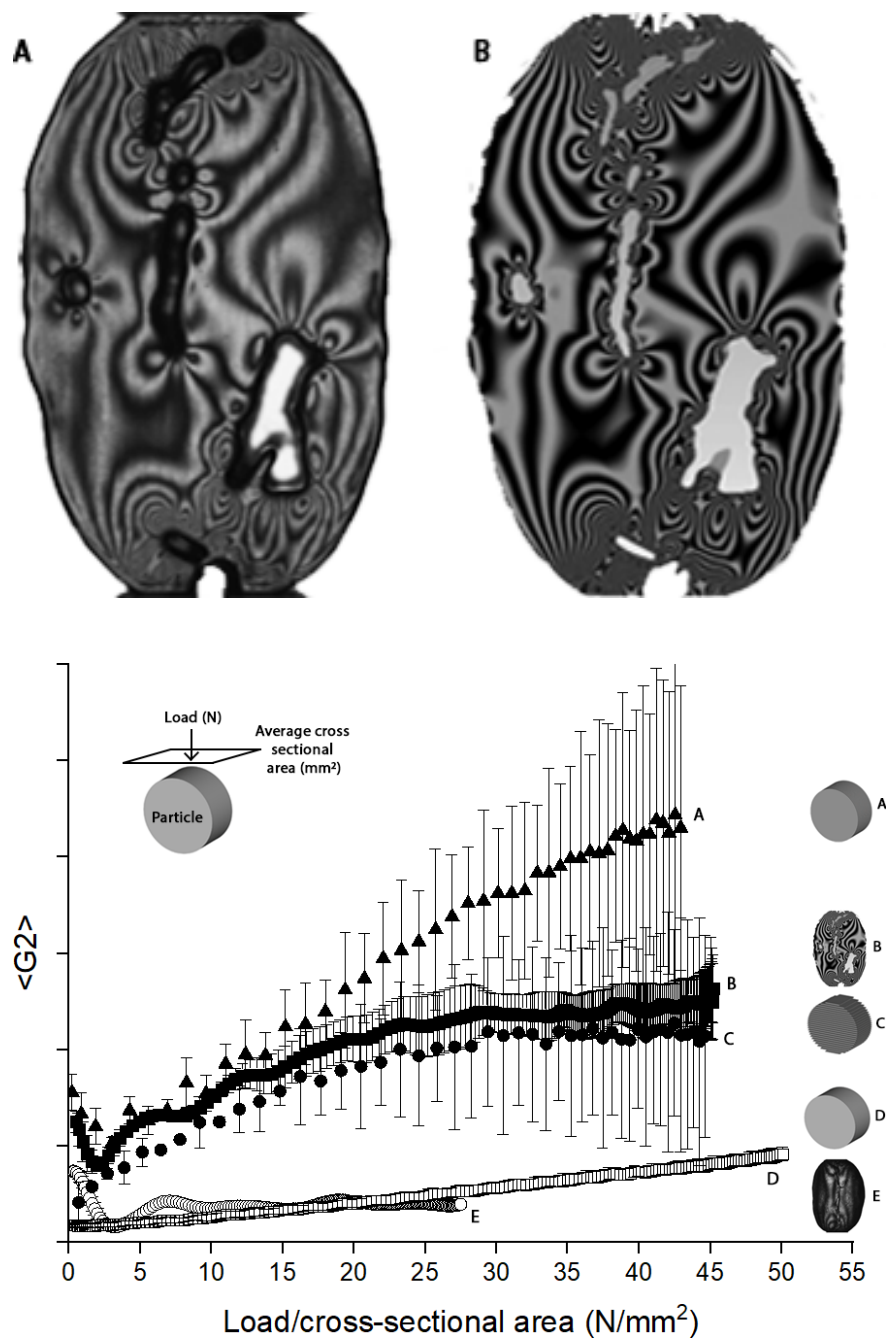 A
B
Load (N)
Average cross
sectional
area (mm²)
Particle
A
B
C
D
E
A
B
C
D
E
<G2>
0 5 10 15 20 25 30 35 40 45 50 55
Load/cross-sectional area (N/mm²)